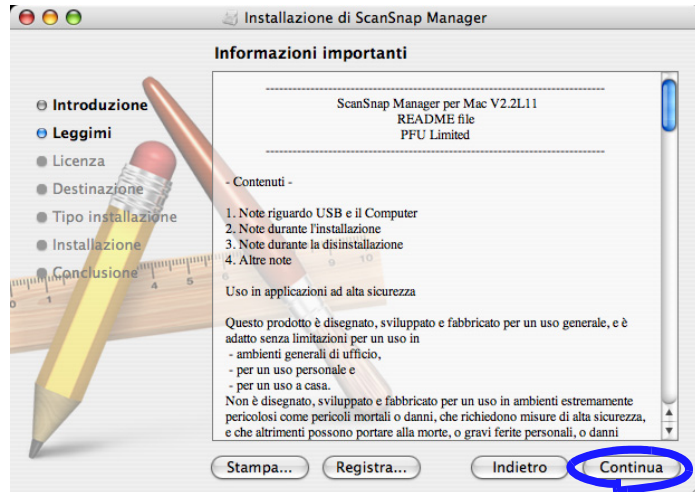 Installazione di ScanSnap Manager
Informazioni importanti
Introduzione
Leggimi
Licenza
Destinazione
Tipo installazione
Installazione
Conclusione
ScanSnap Manager per Mac V2.2L11
README file
PFU Limited
- Contenuti -
1. Note riguardo USB e il Computer
2. Note durante l'installazione
3. Note durante la disinstallazione
4. Altre note
Uso in applicazioni ad alta sicurezza
Questo prodotto è disegnato, sviluppato e fabbricato per un uso generale, e è
adatto senza limitazioni per un uso in
- ambienti generali di ufficio,
- per un uso personale e
- per un uso a casa.
Non è disegnato, sviluppato e fabbricato per un uso in ambienti estremamente
pericolosi come pericoli mortali o danni, che richiedono misure di alta sicurezza,
e che altrimenti possono portare alla morte, o gravi ferite personali, o danni
Stampa...
Registra...
Indietro
Continua